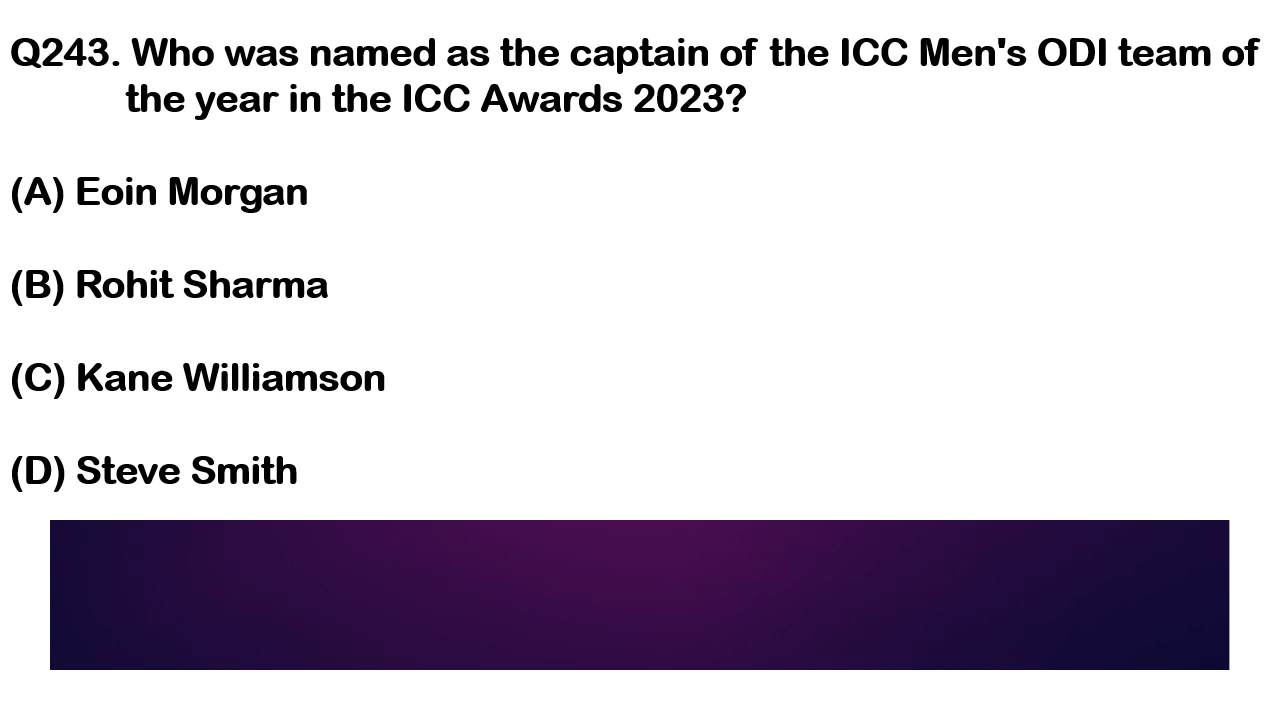 Q243. Who was named as the captain of the ICC Men's ODI team of
the year in the ICC Awards 2023?
(A) Eoin Morgan
(B) Rohit Sharma
(C) Kane Williamson
(D) Steve Smith